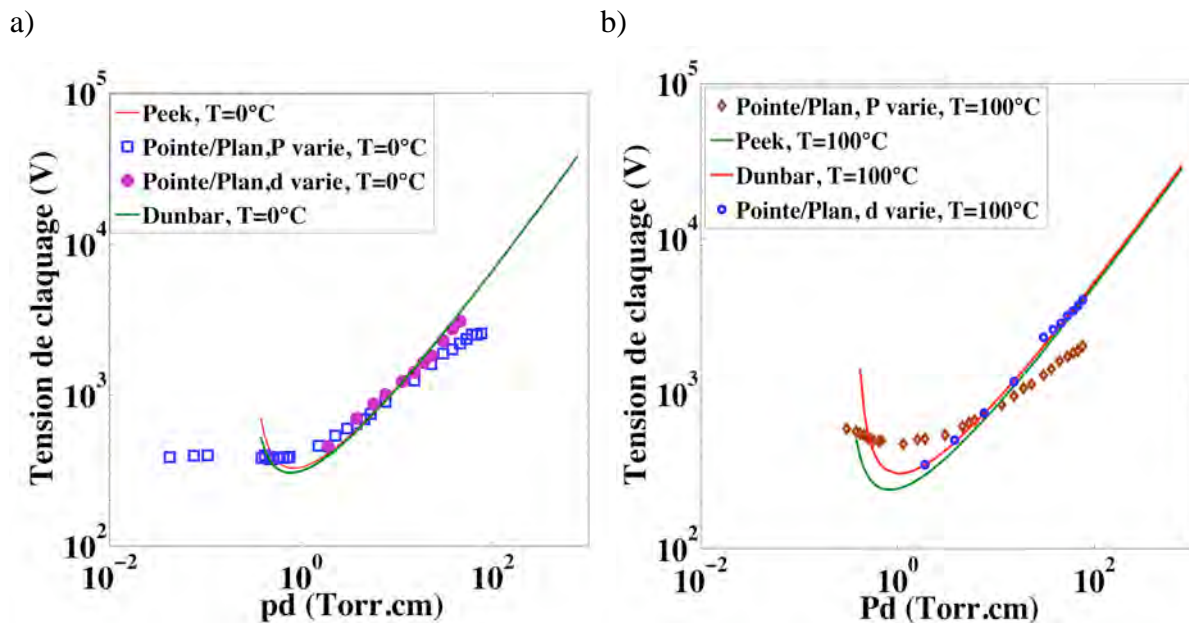 a)
b)
Tension de claquage (V)
10^5
10^4
10^3
10^2
Peek, T=0°C
Pointe/Plan,P varie, T=0°C
Pointe/Plan,d varie, T=0°C
Dunbar, T=0°C
10^-2
10^0
10^2
pd (Torr.cm)
Tension de claquage (V)
10^5
10^4
10^3
10^2
Pointe/Plan, P varie, T=100°C
Peek, T=100°C
Dunbar, T=100°C
Pointe/Plan, d varie, T=100°C
10^-2
10^0
10^2
Pd (Torr.cm)